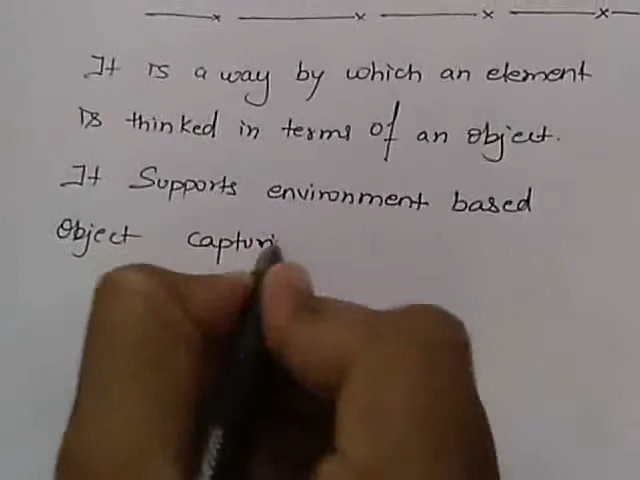 It is a way by which an element
is thinked in terms of an object.
It Supports environment based
Object capturi